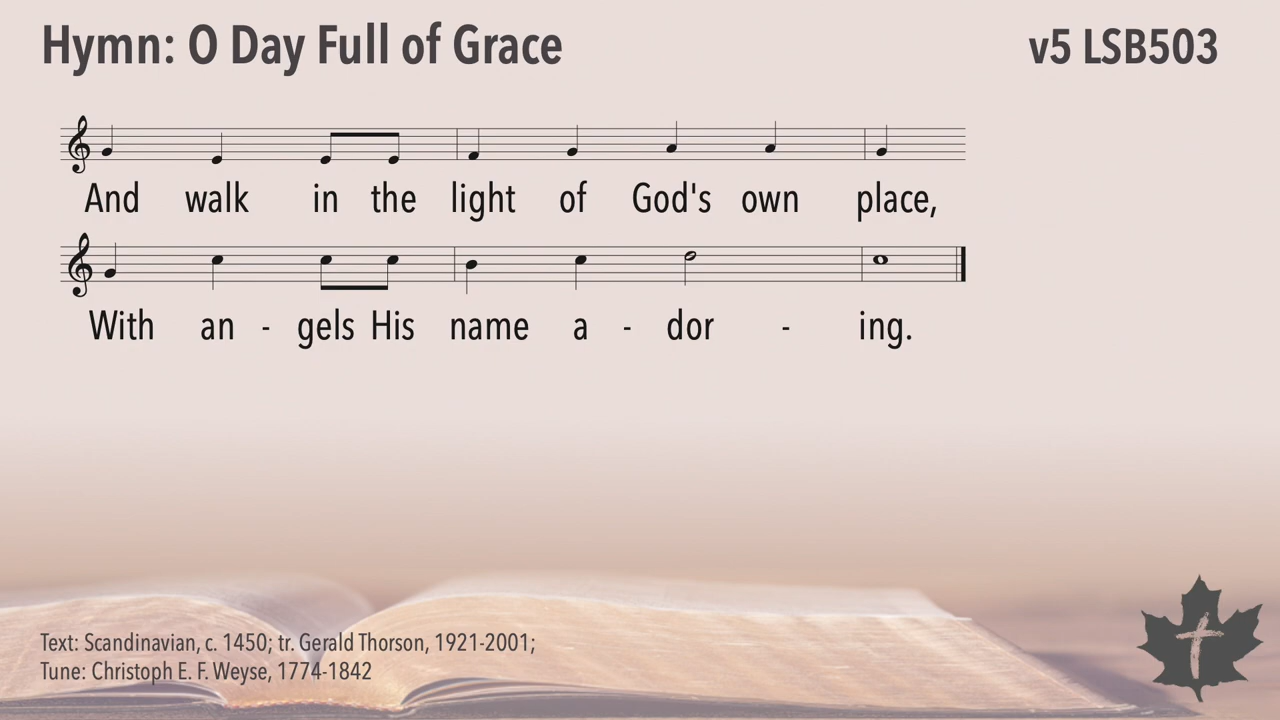 Hymn: O Day Full of Grace
v5 LSB503
And walk in the light of God's own place,
With an - gels His name a - dor - ing.
Text: Scandinavian, c. 1450; tr. Gerald Thorson, 1921-2001;
Tune: Christoph E. F. Weyse, 1774-1842